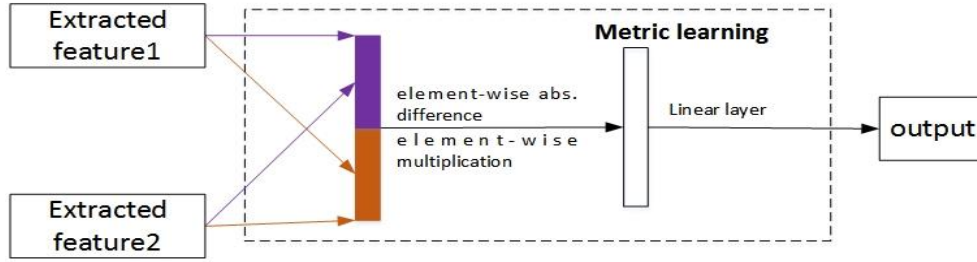 Extracted
feature1
Metric learning
element-wise abs.
difference
element-wise
multiplication
Linear layer
output
Extracted
feature2